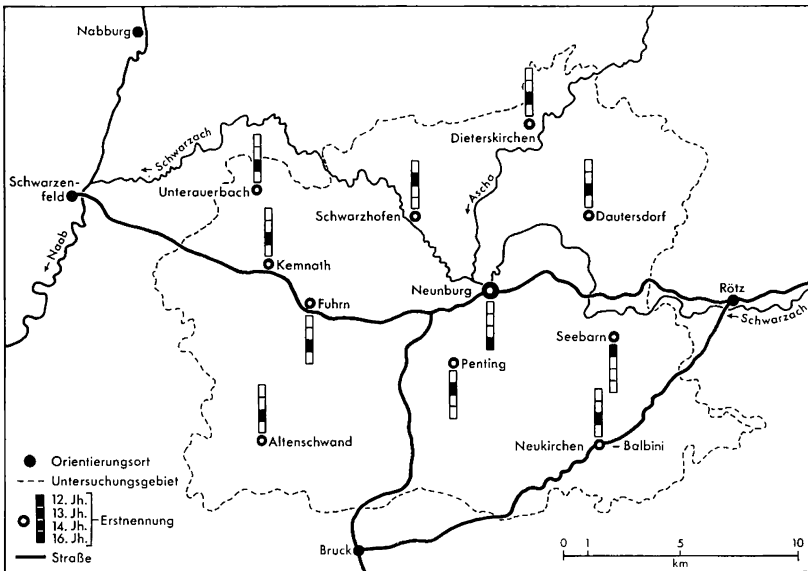 Nabburg
Dieterskirchen
Schwarzach
Unterauerbach
Schwarzen-
feld
Schwarzhofen
Ascha
Dautersdorf
Naab
Kemnath
Neunburg
Rötz
Fuhrn
Schwarzach
Seebarn
Penting
Altenschwand
Neukirchen – Balbini
Orientierungsort
Untersuchungsgebiet
12. Jh.
13. Jh.
14. Jh.
16. Jh.
Erstnennung
Straße
Bruck
0 1 5 10
km